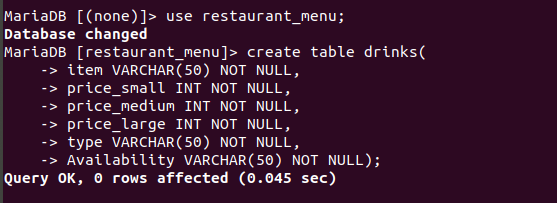 MariaDB [(none)]> use restaurant_menu;
Database changed
MariaDB [restaurant_menu]> create table drinks(
    -> item VARCHAR(50) NOT NULL,
    -> price_small INT NOT NULL,
    -> price_medium INT NOT NULL,
    -> price_large INT NOT NULL,
    -> type VARCHAR(50) NOT NULL,
    -> Availability VARCHAR(50) NOT NULL);
Query OK, 0 rows affected (0.045 sec)